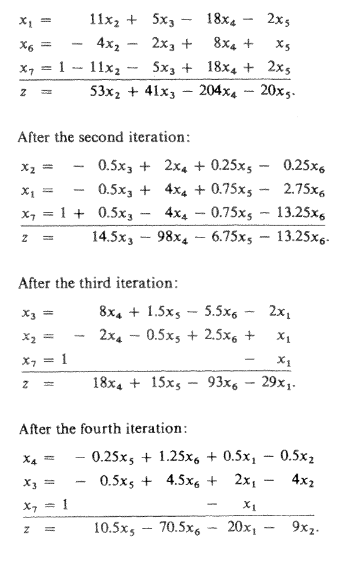 x₁ = 11x₂ + 5x₃ − 18x₄ − 2x₅
x₆ = − 4x₂ − 2x₃ + 8x₄ + x₅
x₇ = 1 − 11x₂ − 5x₃ + 18x₄ + 2x₅
z = 53x₂ + 41x₃ − 204x₄ − 20x₅.
After the second iteration:
x₂ = − 0.5x₃ + 2x₄ + 0.25x₅ − 0.25x₆
x₁ = − 0.5x₃ + 4x₄ + 0.75x₅ − 2.75x₆
x₇ = 1 + 0.5x₃ − 4x₄ − 0.75x₅ − 13.25x₆
z = 14.5x₃ − 98x₄ − 6.75x₅ − 13.25x₆.
After the third iteration:
x₃ = 8x₄ + 1.5x₅ − 5.5x₆ − 2x₁
x₂ = − 2x₄ − 0.5x₅ + 2.5x₆ + x₁
x₇ = 1 − x₁
z = 18x₄ + 15x₅ − 93x₆ − 29x₁.
After the fourth iteration:
x₄ = − 0.25x₅ + 1.25x₆ + 0.5x₁ − 0.5x₂
x₃ = − 0.5x₅ + 4.5x₆ + 2x₁ − 4x₂
x₇ = 1 − x₁
z = 10.5x₅ − 70.5x₆ − 20x₁ − 9x₂.